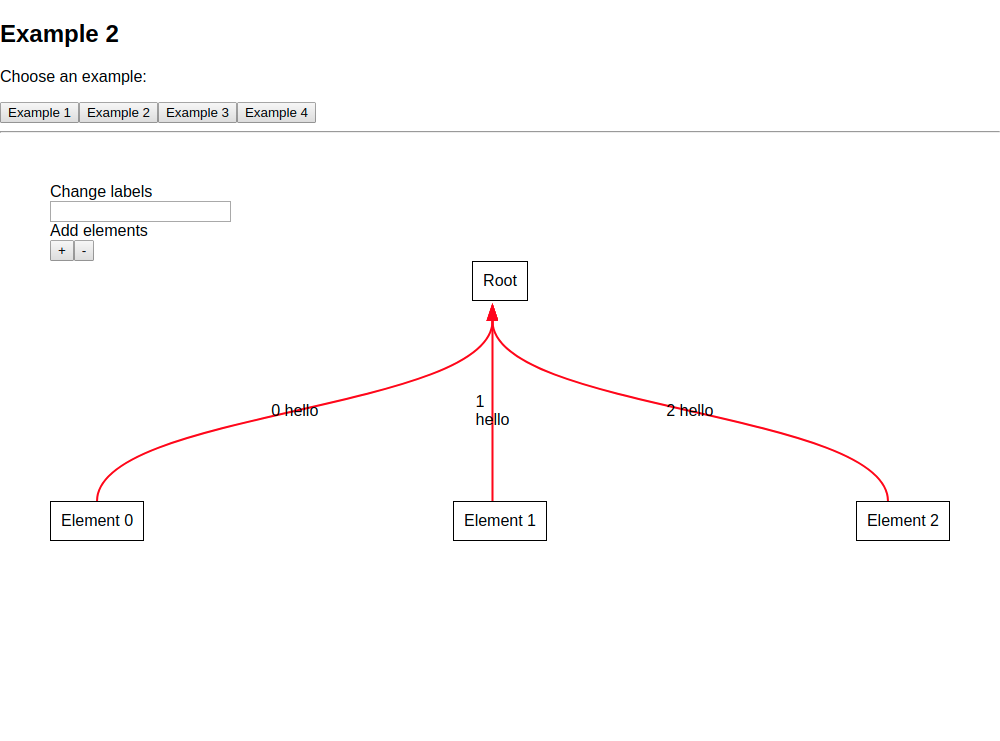 Example 2
Choose an example:
Example 1 Example 2 Example 3 Example 4
Change labels
Add elements
+ -
Root
0 hello
1
hello
2 hello
Element 0
Element 1
Element 2